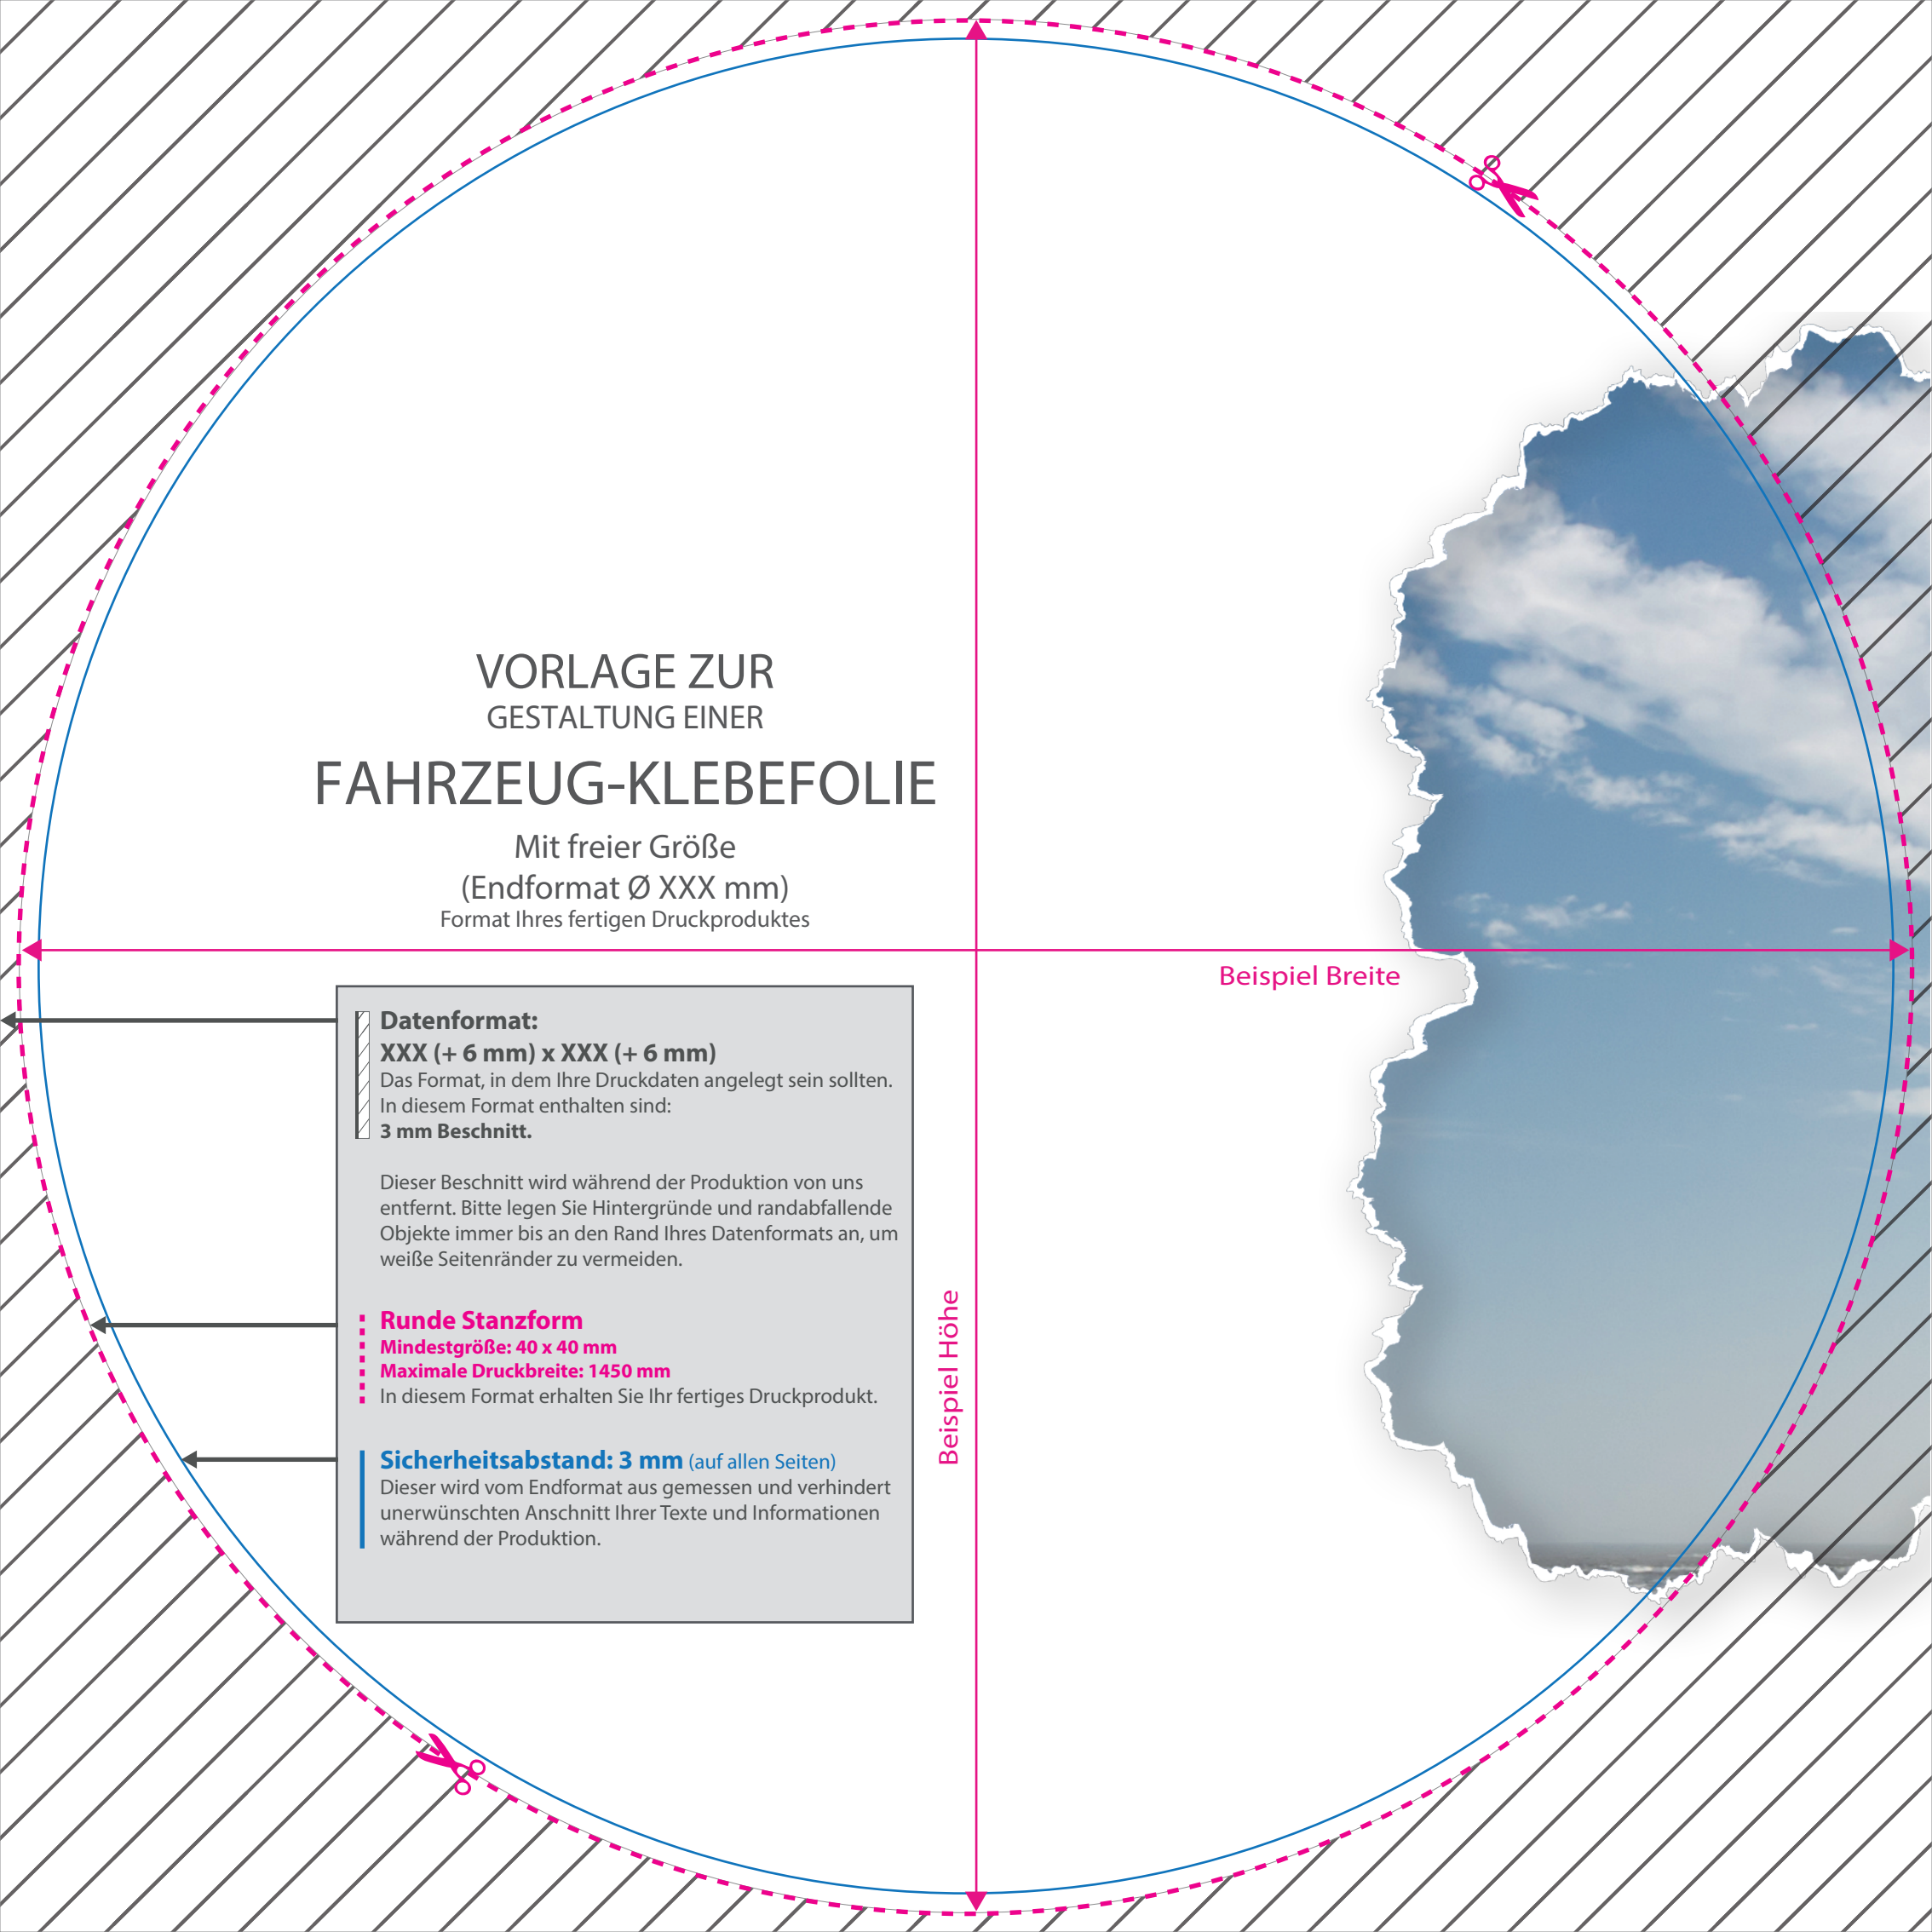 VORLAGE ZUR
GESTALTUNG EINER
FAHRZEUG-KLEBEFOLIE
Mit freier Größe
(Endformat Ø XXX mm)
Format Ihres fertigen Druckproduktes
Beispiel Breite
Datenformat:
XXX (+ 6 mm) x XXX (+ 6 mm)
Das Format, in dem Ihre Druckdaten angelegt sein sollten.
In diesem Format enthalten sind:
3 mm Beschnitt.
Dieser Beschnitt wird während der Produktion von uns
entfernt. Bitte legen Sie Hintergründe und randabfallende
Objekte immer bis an den Rand Ihres Datenformats an, um
weiße Seitenränder zu vermeiden.
Runde Stanzform
Mindestgröße: 40 x 40 mm
Maximale Druckbreite: 1450 mm
In diesem Format erhalten Sie Ihr fertiges Druckprodukt.
Sicherheitsabstand: 3 mm (auf allen Seiten)
Dieser wird vom Endformat aus gemessen und verhindert
unerwünschten Anschnitt Ihrer Texte und Informationen
während der Produktion.
Beispiel Höhe